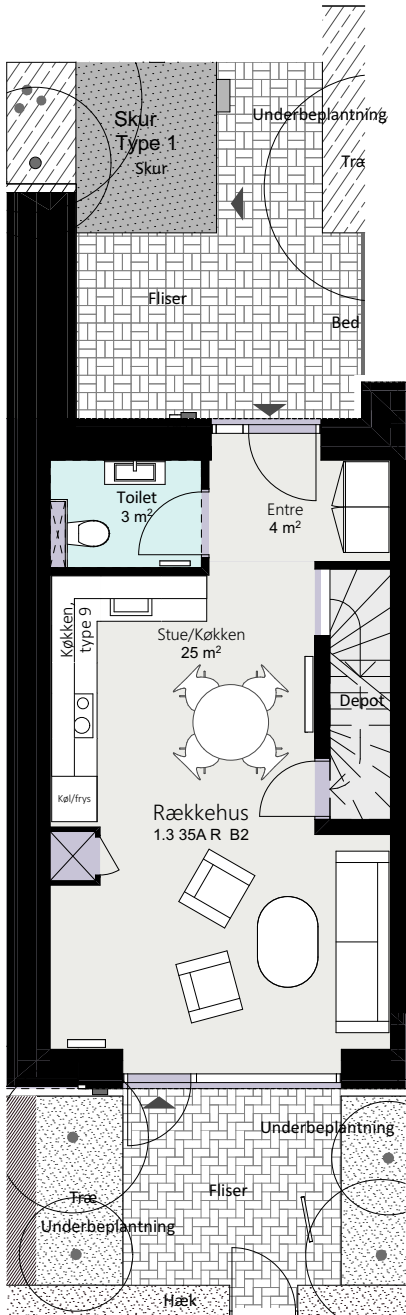 Skur
Type 1
Skur
Underbeplantning
Træ
Fliser
Bed
Toilet
3 m²
Entre
4 m²
Køkken,
type 9
Stue/Køkken
25 m²
Depot
Køl/frys
Rækkehus
1.3 35A R B2
Underbeplantning
Fliser
Træ
Underbeplantning
Hæk